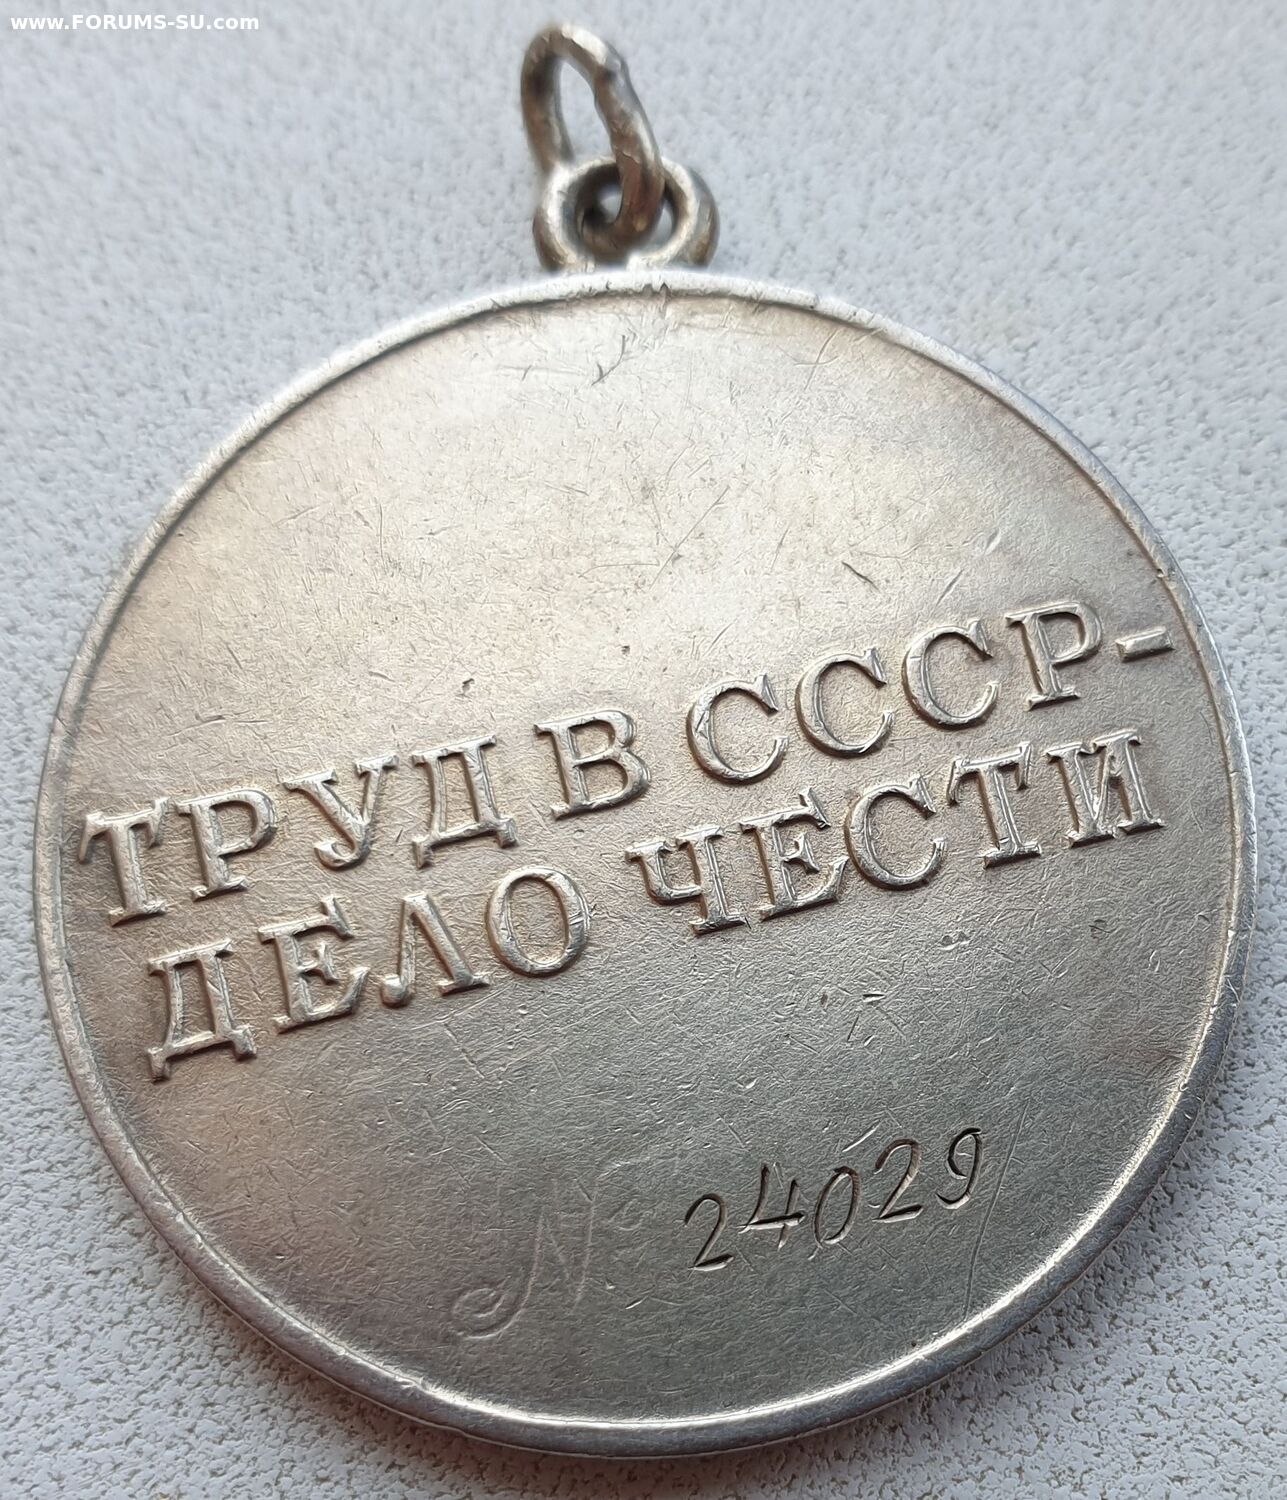 www.FORUMS-SU.com
ТРУД В СССР-
ДЕЛО ЧЕСТИ
№ 24029